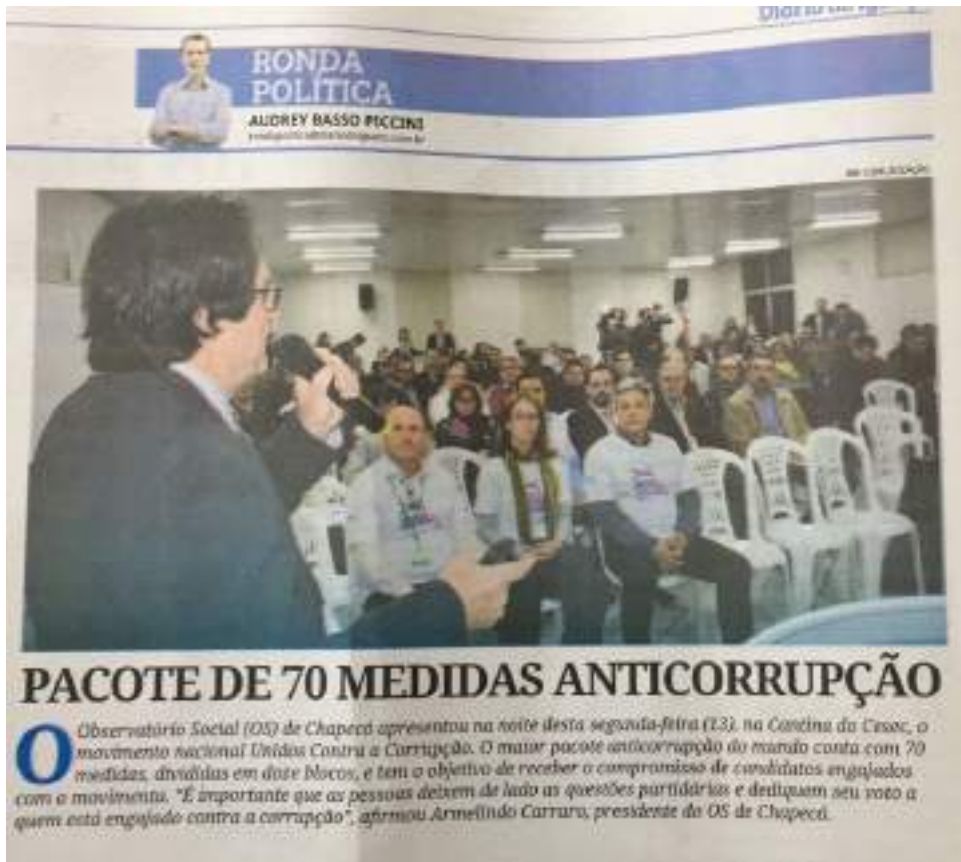 RONDA
POLÍTICA
AUDREY BASSO PICCINI
PACOTE DE 70 MEDIDAS ANTICORRUPÇÃO
O Observatório Social (OS) de Chapecó apresentou na noite desta segunda-feira (13), na Cantina da Cesec, o
movimento nacional Unidos Contra a Corrupção. O maior pacote anticorrupção do mundo conta com 70
medidas, divididas em doze blocos, e tem o objetivo de receber o compromisso de candidatos engajados
com o movimento. "É importante que as pessoas deixem de lado as questões partidárias e dediquem seu voto a
quem está engajado contra a corrupção", afirmou Armelindo Carraro, presidente do OS de Chapecó.